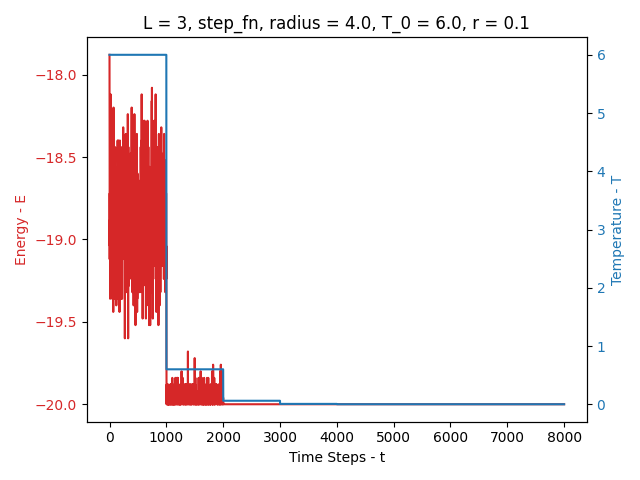 L = 3, step_fn, radius = 4.0, T_0 = 6.0, r = 0.1
−18.0
−18.5
−19.0
−19.5
−20.0
Energy - E
6
5
4
3
2
1
0
Temperature - T
0 1000 2000 3000 4000 5000 6000 7000 8000
Time Steps - t